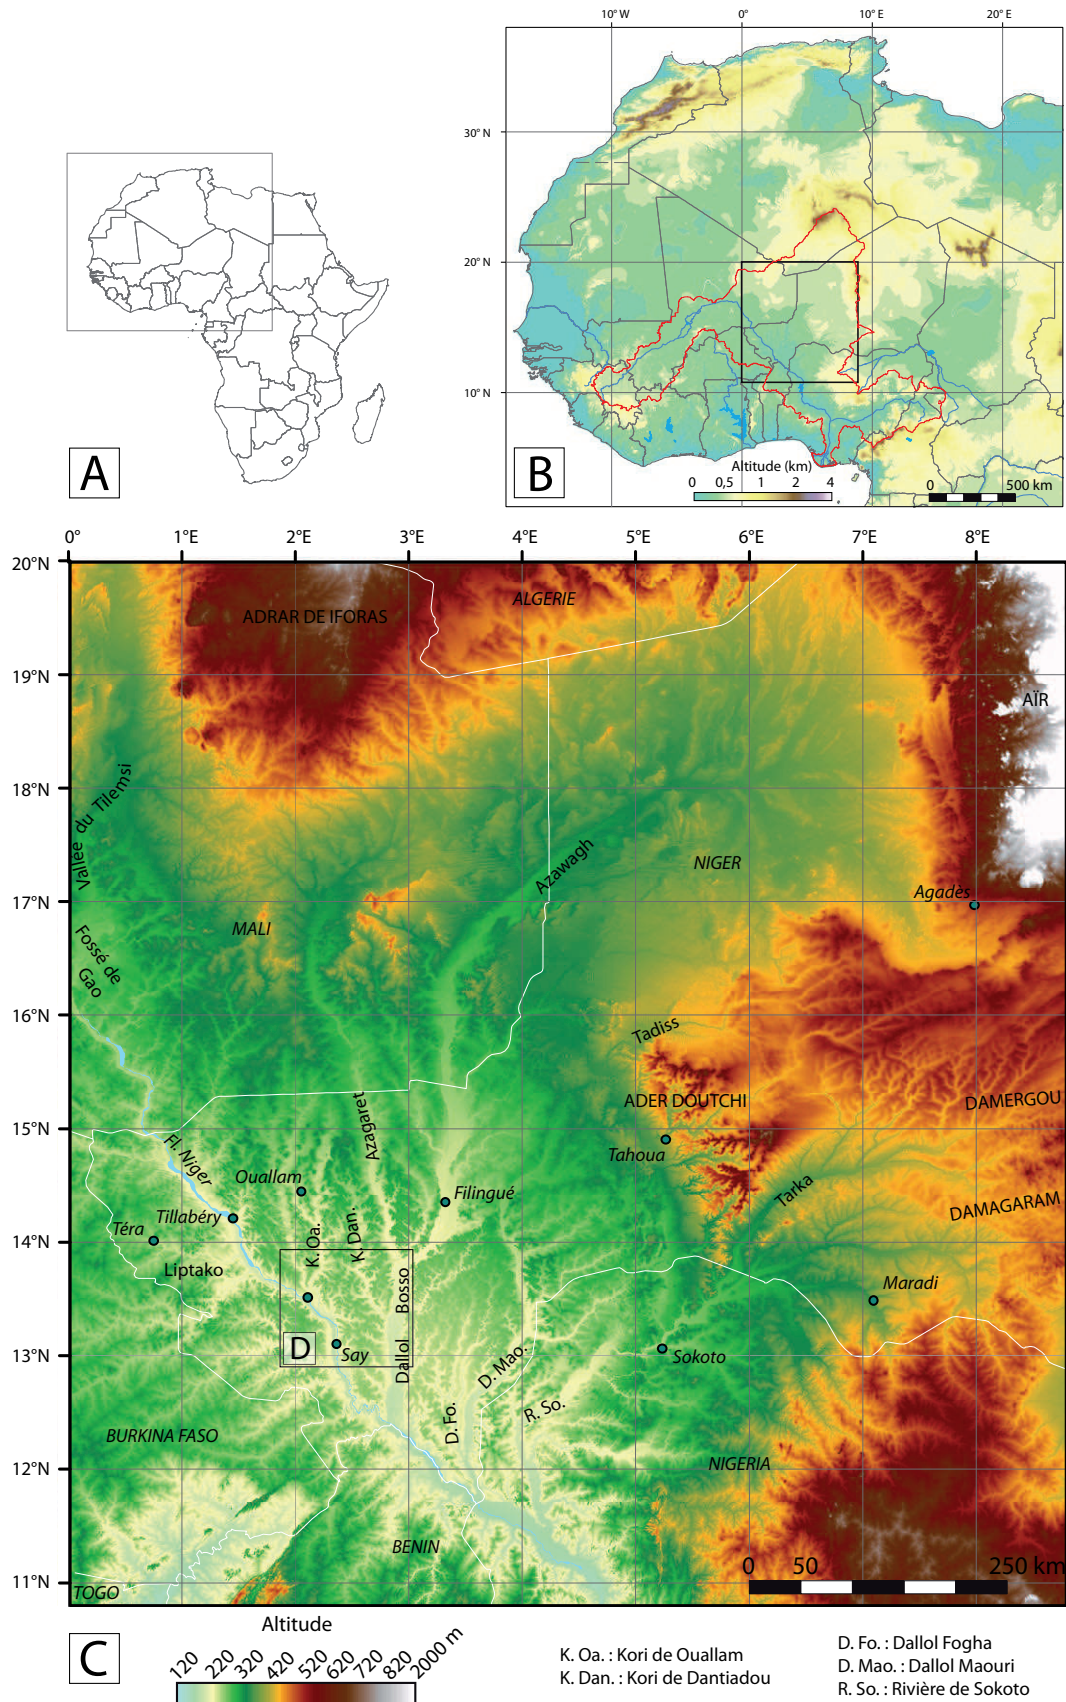 10° W 0° 10° E 20° E
30° N
20° N
10° N
A
B
Altitude (km)
0 0,5 1 2 4
0 500 km
0° 1°E 2°E 3°E 4°E 5°E 6°E 7°E 8°E
20°N
19°N
18°N
17°N
16°N
15°N
14°N
13°N
12°N
11°N
ADRAR DE IFORAS
ALGERIE
AÏR
Vallée du Tilemsi
Azawagh
NIGER
Agadès
MALI
Fossé de
Gao
Tadiss
ADER DOUTCHI
DAMERGOU
Azagaret
Fl. Niger
Tahoua
Ouallam
Filingué
Tarka
DAMAGARAM
Téra
Tillabéry
K. Oa.
K. Dan.
Liptako
Maradi
Dallol Bosso
D
Say
Sokoto
D. Mao.
D. Fo.
R. So.
BURKINA FASO
NIGERIA
BENIN
TOGO
0 50 250 km
C
Altitude
120 220 320 420 520 620 720 820 2000 m
K. Oa. : Kori de Ouallam
K. Dan. : Kori de Dantiadou
D. Fo. : Dallol Fogha
D. Mao. : Dallol Maouri
R. So. : Rivière de Sokoto